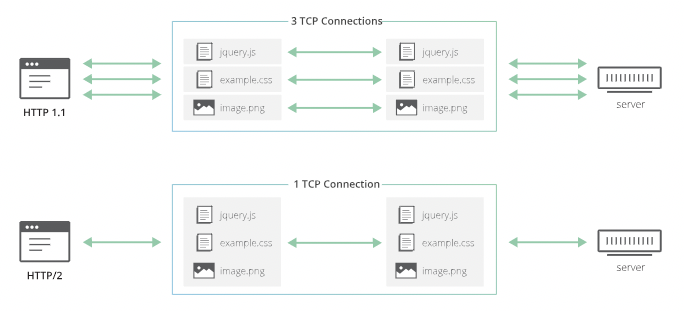 3 TCP Connections
jquery.js jquery.js
example.css example.css
image.png image.png
HTTP 1.1
server
1 TCP Connection
jquery.js jquery.js
example.css example.css
image.png image.png
HTTP/2
server